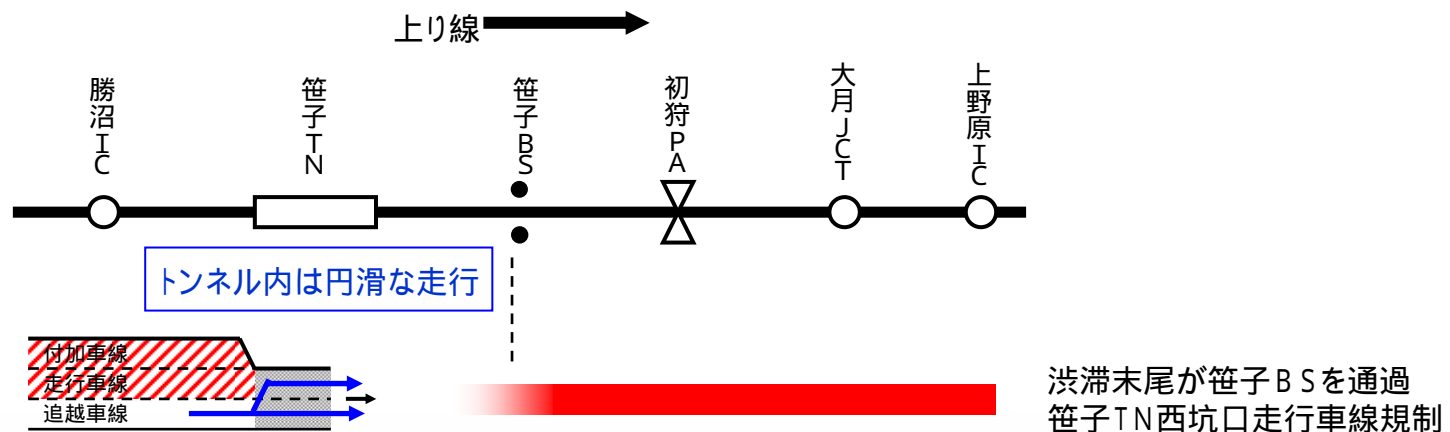 上り線
勝沼IC
笹子TN
笹子BS
初狩PA
大月JCT
上野原IC
トンネル内は円滑な走行
付加車線
走行車線
追越車線
渋滞末尾が笹子BSを通過
笹子TN西坑口走行車線規制